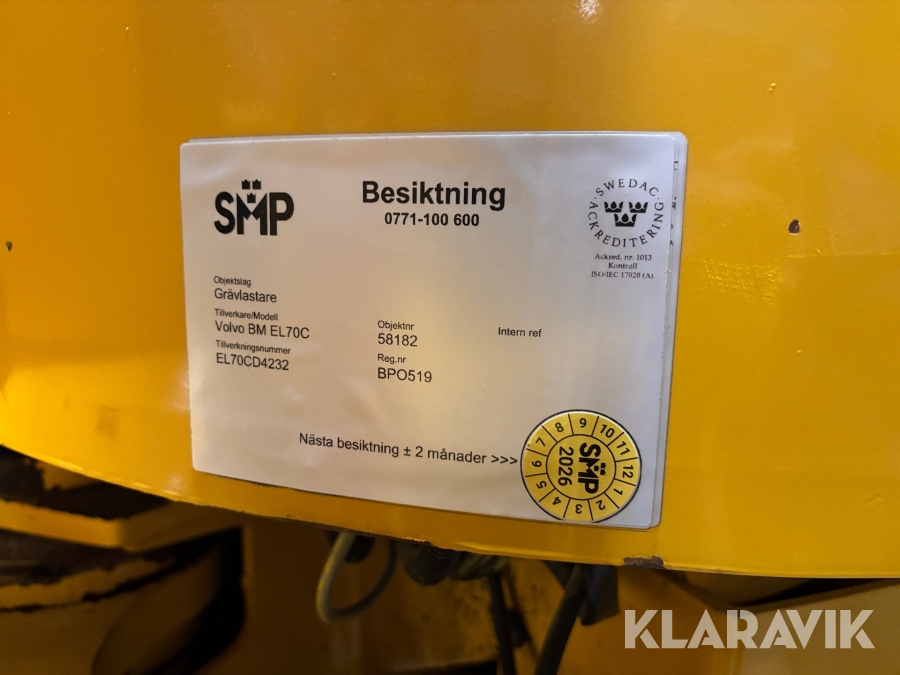 SMP
Besiktning
0771-100 600
SWEDAC
ACKREDITERING
Ackred. nr. 1013
Kontroll
ISO/IEC 17020 (A)
Objektslag
Grävlastare
Tillverkare/Modell
Volvo BM EL70C
Objektnr
58182
Intern ref
Tillverkningsnummer
EL70CD4232
Reg.nr
BPO519
Nästa besiktning ± 2 månader >>>
1 2 3 4 5 6 7 8 9 10 11 12
SMP
2026
KLARAVIK